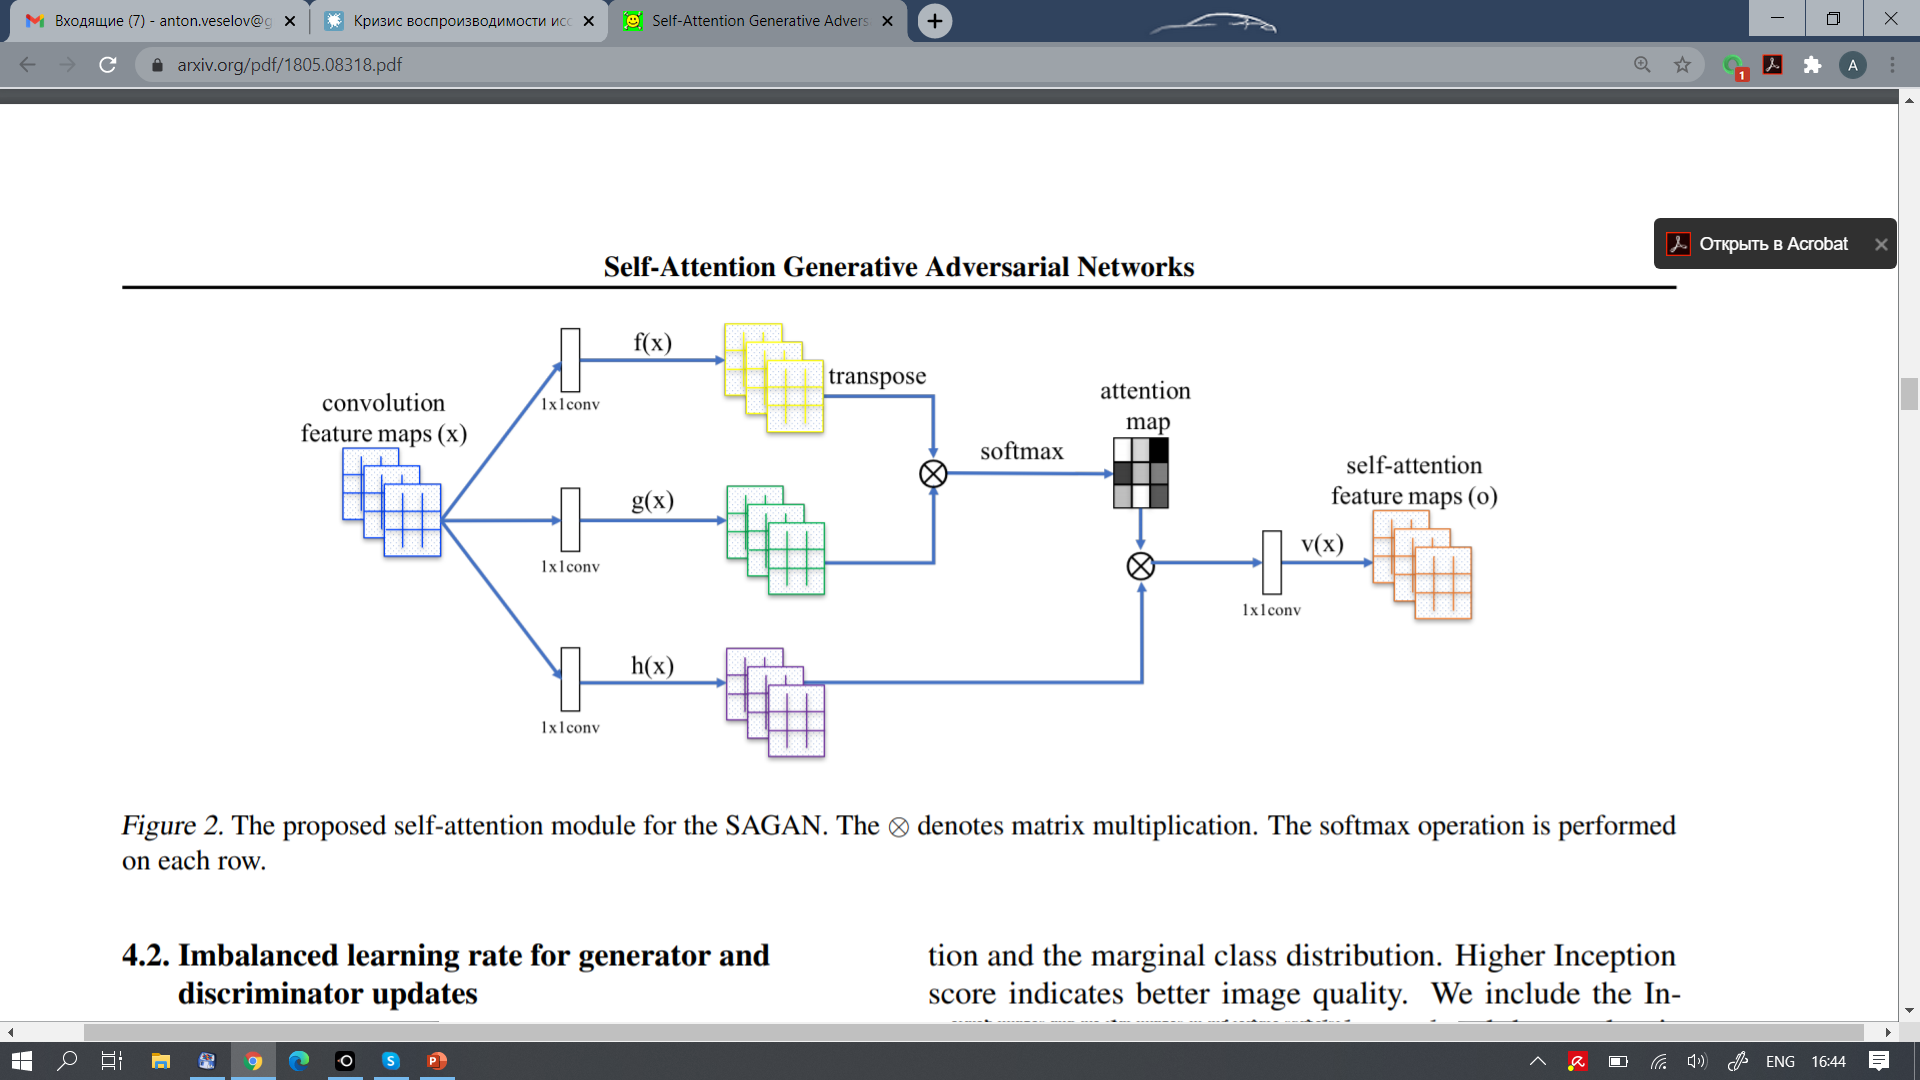 Входящие (7) - anton.veselov@g
Кризис воспроизводимости исс
Self-Attention Generative Advers
arxiv.org/pdf/1805.08318.pdf
1
A
Открыть в Acrobat
Self-Attention Generative Adversarial Networks
convolution
feature maps (x)
1x1conv
f(x)
transpose
1x1conv
g(x)
1x1conv
h(x)
softmax
attention
map
1x1conv
v(x)
self-attention
feature maps (o)
Figure 2. The proposed self-attention module for the SAGAN. The ⊗ denotes matrix multiplication. The softmax operation is performed
on each row.
4.2. Imbalanced learning rate for generator and
discriminator updates
tion and the marginal class distribution. Higher Inception
score indicates better image quality. We include the In-
ENG
16:44